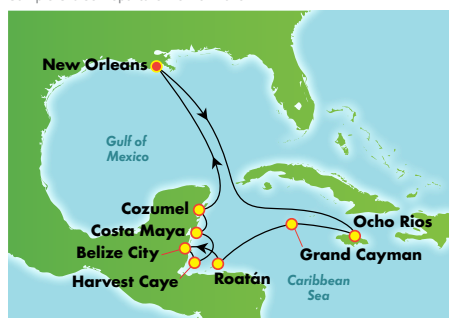 New Orleans
Gulf of
Mexico
Cozumel
Costa Maya
Belize City
Harvest Caye
Roatán
Ocho Rios
Grand Cayman
Caribbean
Sea